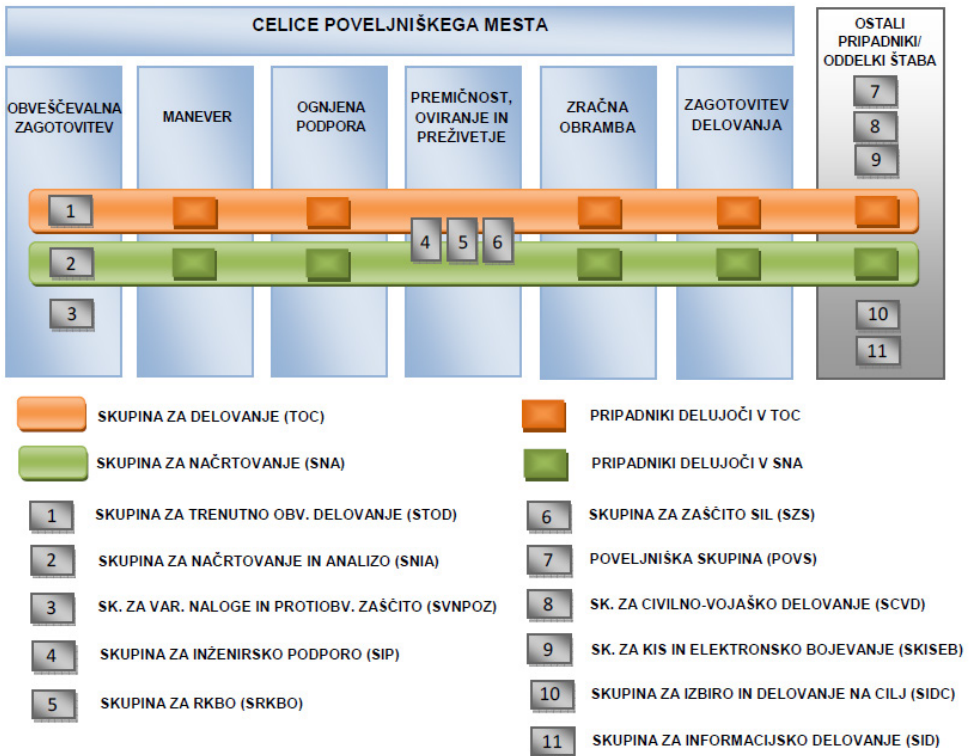 CELICE POVELJNIŠKEGA MESTA
OSTALI
PRIPADNIKI/
ODDELKI ŠTABA
OBVEŠČEVALNA
ZAGOTOVITEV
MANEVER
OGNJENA
PODPORA
PREMIČNOST,
OVIRANJE IN
PREŽIVETJE
ZRAČNA
OBRAMBA
ZAGOTOVITEV
DELOVANJA
7
8
9
1
4 5 6
2
3
10
11
SKUPINA ZA DELOVANJE (TOC)
SKUPINA ZA NAČRTOVANJE (SNA)
1 SKUPINA ZA TRENUTNO OBV. DELOVANJE (STOD)
2 SKUPINA ZA NAČRTOVANJE IN ANALIZO (SNIA)
3 SK. ZA VAR. NALOGE IN PROTIOBV. ZAŠČITO (SVNPOZ)
4 SKUPINA ZA INŽENIRSKO PODPORO (SIP)
5 SKUPINA ZA RKBO (SRKBO)
PRIPADNIKI DELUJOČI V TOC
PRIPADNIKI DELUJOČI V SNA
6 SKUPINA ZA ZAŠČITO SIL (SZS)
7 POVELJNIŠKA SKUPINA (POVS)
8 SK. ZA CIVILNO-VOJAŠKO DELOVANJE (SCVD)
9 SK. ZA KIS IN ELEKTRONSKO BOJEVANJE (SKISEB)
10 SKUPINA ZA IZBIRO IN DELOVANJE NA CILJ (SIDC)
11 SKUPINA ZA INFORMACIJSKO DELOVANJE (SID)